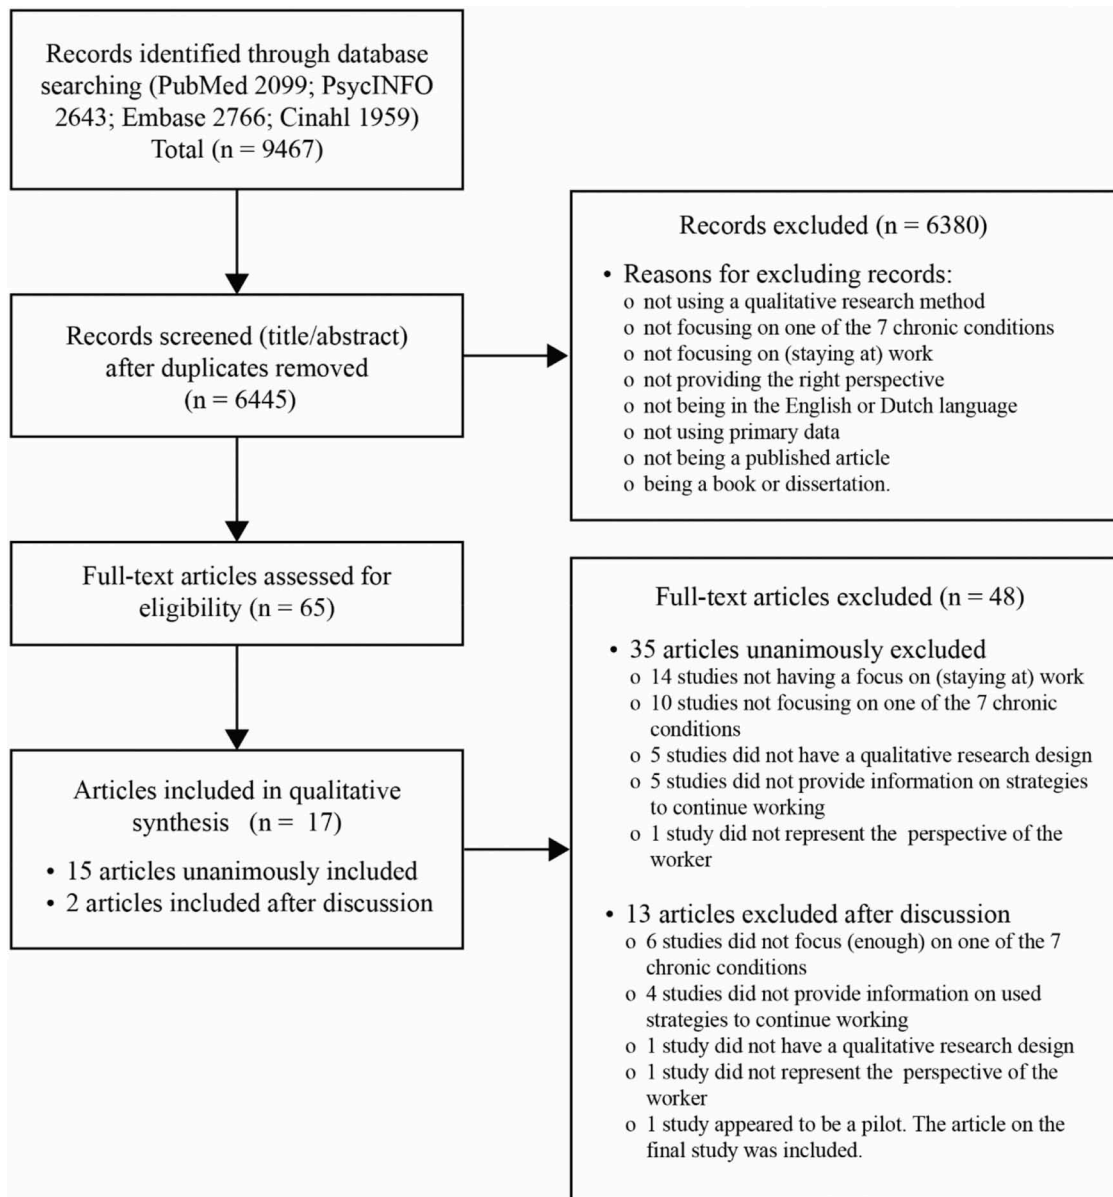 Records identified through database
searching (PubMed 2099; PsycINFO
2643; Embase 2766; Cinahl 1959)
Total (n = 9467)
Records excluded (n = 6380)
• Reasons for excluding records:
o not using a qualitative research method
o not focusing on one of the 7 chronic conditions
o not focusing on (staying at) work
o not providing the right perspective
o not being in the English or Dutch language
o not using primary data
o not being a published article
o being a book or dissertation.
Records screened (title/abstract)
after duplicates removed
(n = 6445)
Full-text articles assessed for
eligibility (n = 65)
Full-text articles excluded (n = 48)
• 35 articles unanimously excluded
o 14 studies not having a focus on (staying at) work
o 10 studies not focusing on one of the 7 chronic
conditions
o 5 studies did not have a qualitative research design
o 5 studies did not provide information on strategies
to continue working
o 1 study did not represent the perspective of the
worker
• 13 articles excluded after discussion
o 6 studies did not focus (enough) on one of the 7
chronic conditions
o 4 studies did not provide information on used
strategies to continue working
o 1 study did not have a qualitative research design
o 1 study did not represent the perspective of the
worker
o 1 study appeared to be a pilot. The article on the
final study was included.
Articles included in qualitative
synthesis (n = 17)
• 15 articles unanimously included
• 2 articles included after discussion